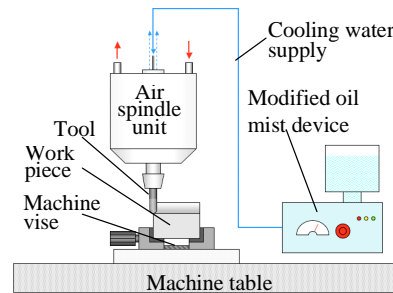 Cooling water
supply
Air
spindle
unit
Modified oil
mist device
Tool
Work
piece
Machine
vise
Machine table